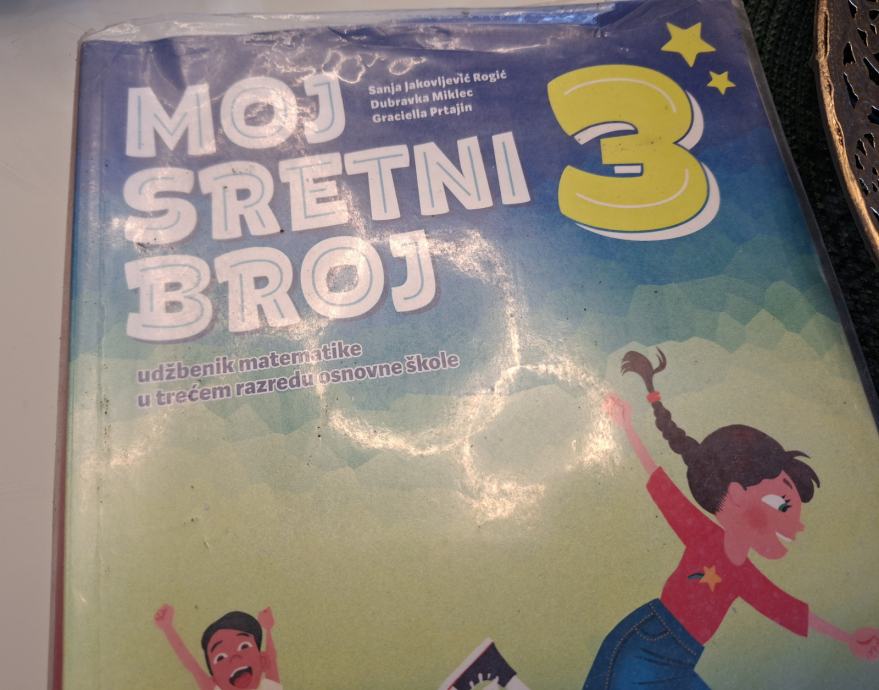 MOJ
SRETNI
BROJ
3
Sanja Jakovljević Rogić
Dubravka Miklec
Graciella Prtajin
udžbenik matematike
u trećem razredu osnovne škole